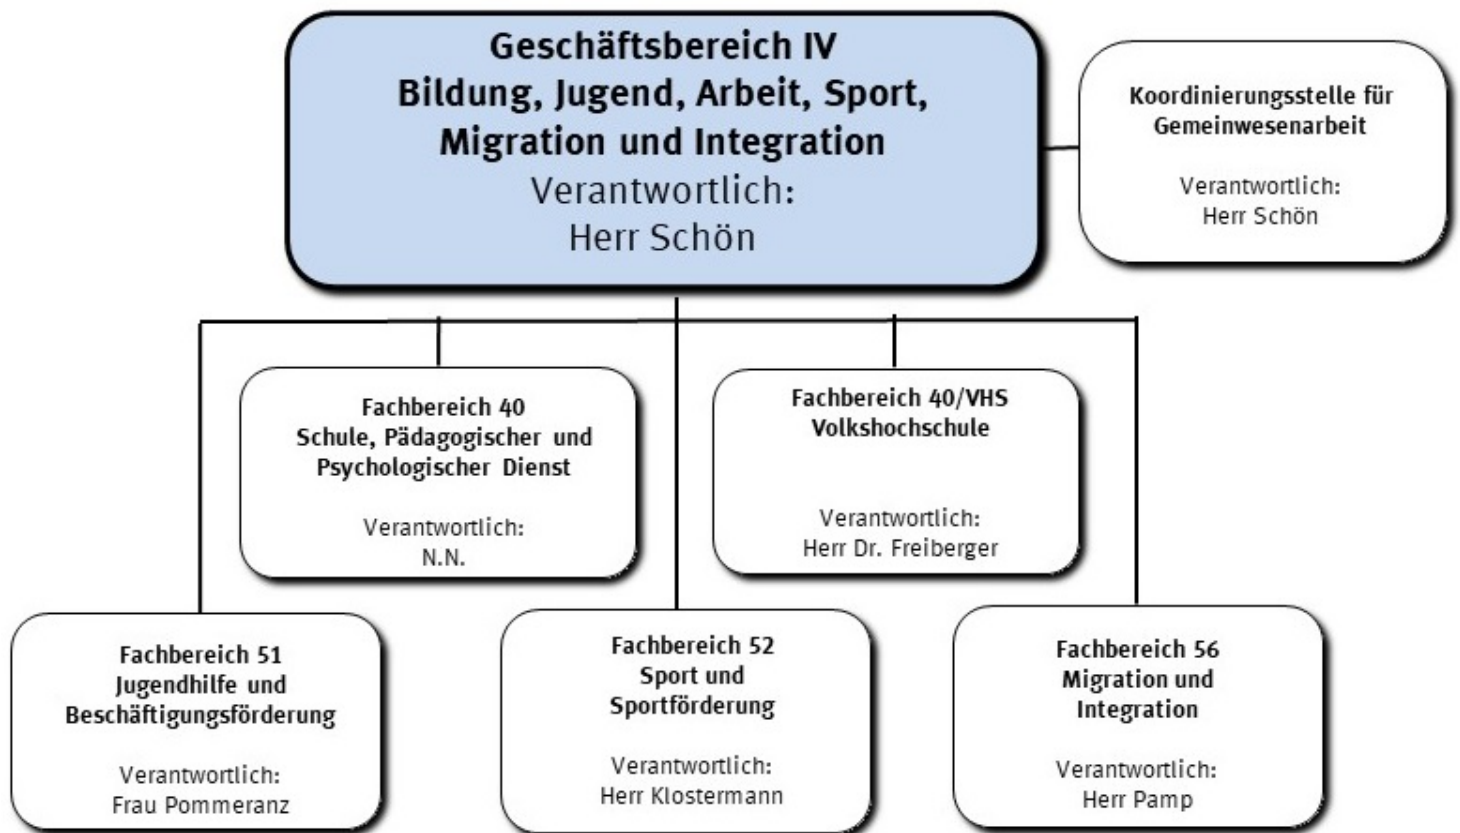 Geschäftsbereich IV
Bildung, Jugend, Arbeit, Sport,
Migration und Integration
Verantwortlich:
Herr Schön
Koordinierungsstelle für
Gemeinwesenarbeit
Verantwortlich:
Herr Schön
Fachbereich 40
Schule, Pädagogischer und
Psychologischer Dienst
Verantwortlich:
N.N.
Fachbereich 40/VHS
Volkshochschule
Verantwortlich:
Herr Dr. Freiberger
Fachbereich 51
Jugendhilfe und
Beschäftigungsförderung
Verantwortlich:
Frau Pommeranz
Fachbereich 52
Sport und
Sportförderung
Verantwortlich:
Herr Klostermann
Fachbereich 56
Migration und
Integration
Verantwortlich:
Herr Pamp